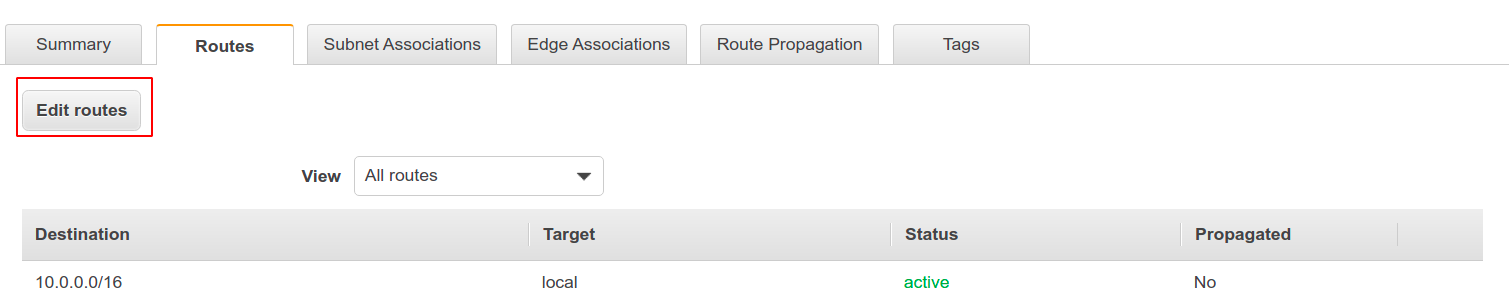 Summary Routes Subnet Associations Edge Associations Route Propagation Tags
Edit routes
View All routes
Destination Target Status Propagated
10.0.0.0/16 local active No